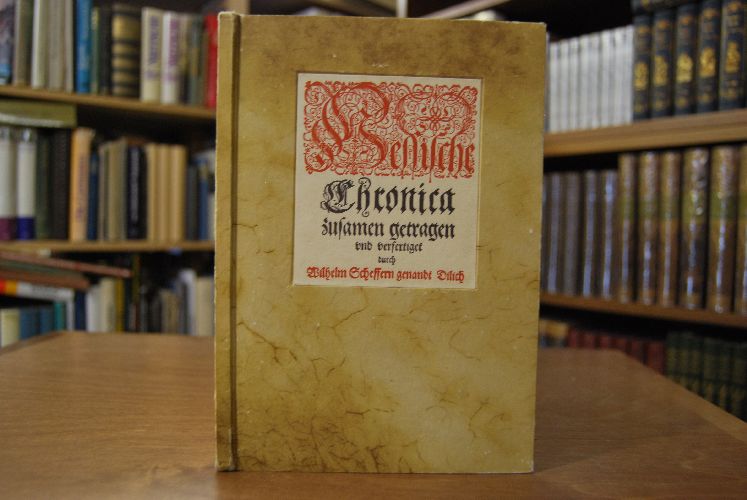 Hessische
Chronica
zusamen getragen
vnd verfertiget
durch
Wilhelm Scheffern genandt Dilich